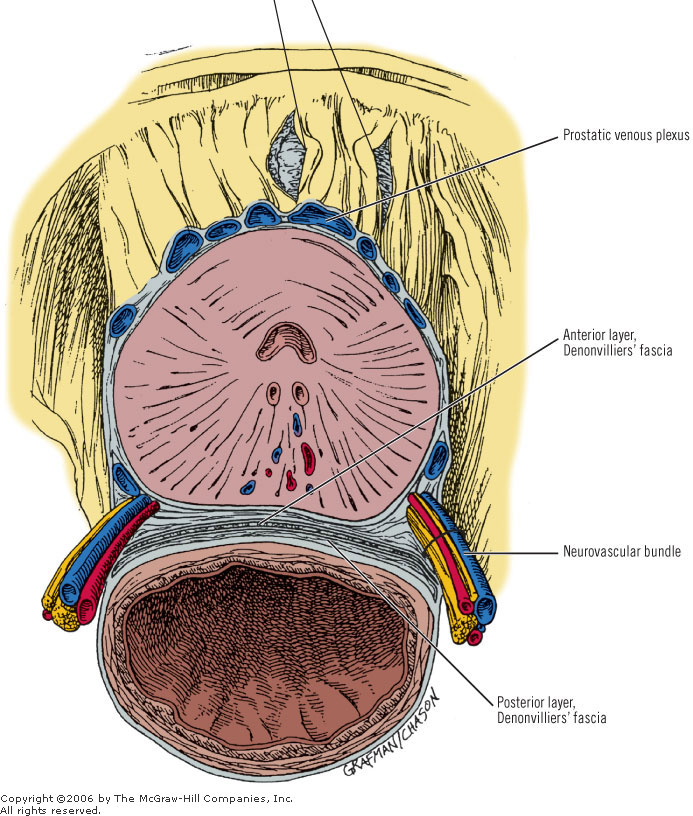 Prostatic venous plexus
Anterior layer,
Denonvilliers' fascia
Neurovascular bundle
Posterior layer,
Denonvilliers' fascia
GRAFMAN/CHASON
Copyright ©2006 by The McGraw-Hill Companies, Inc.
All rights reserved.